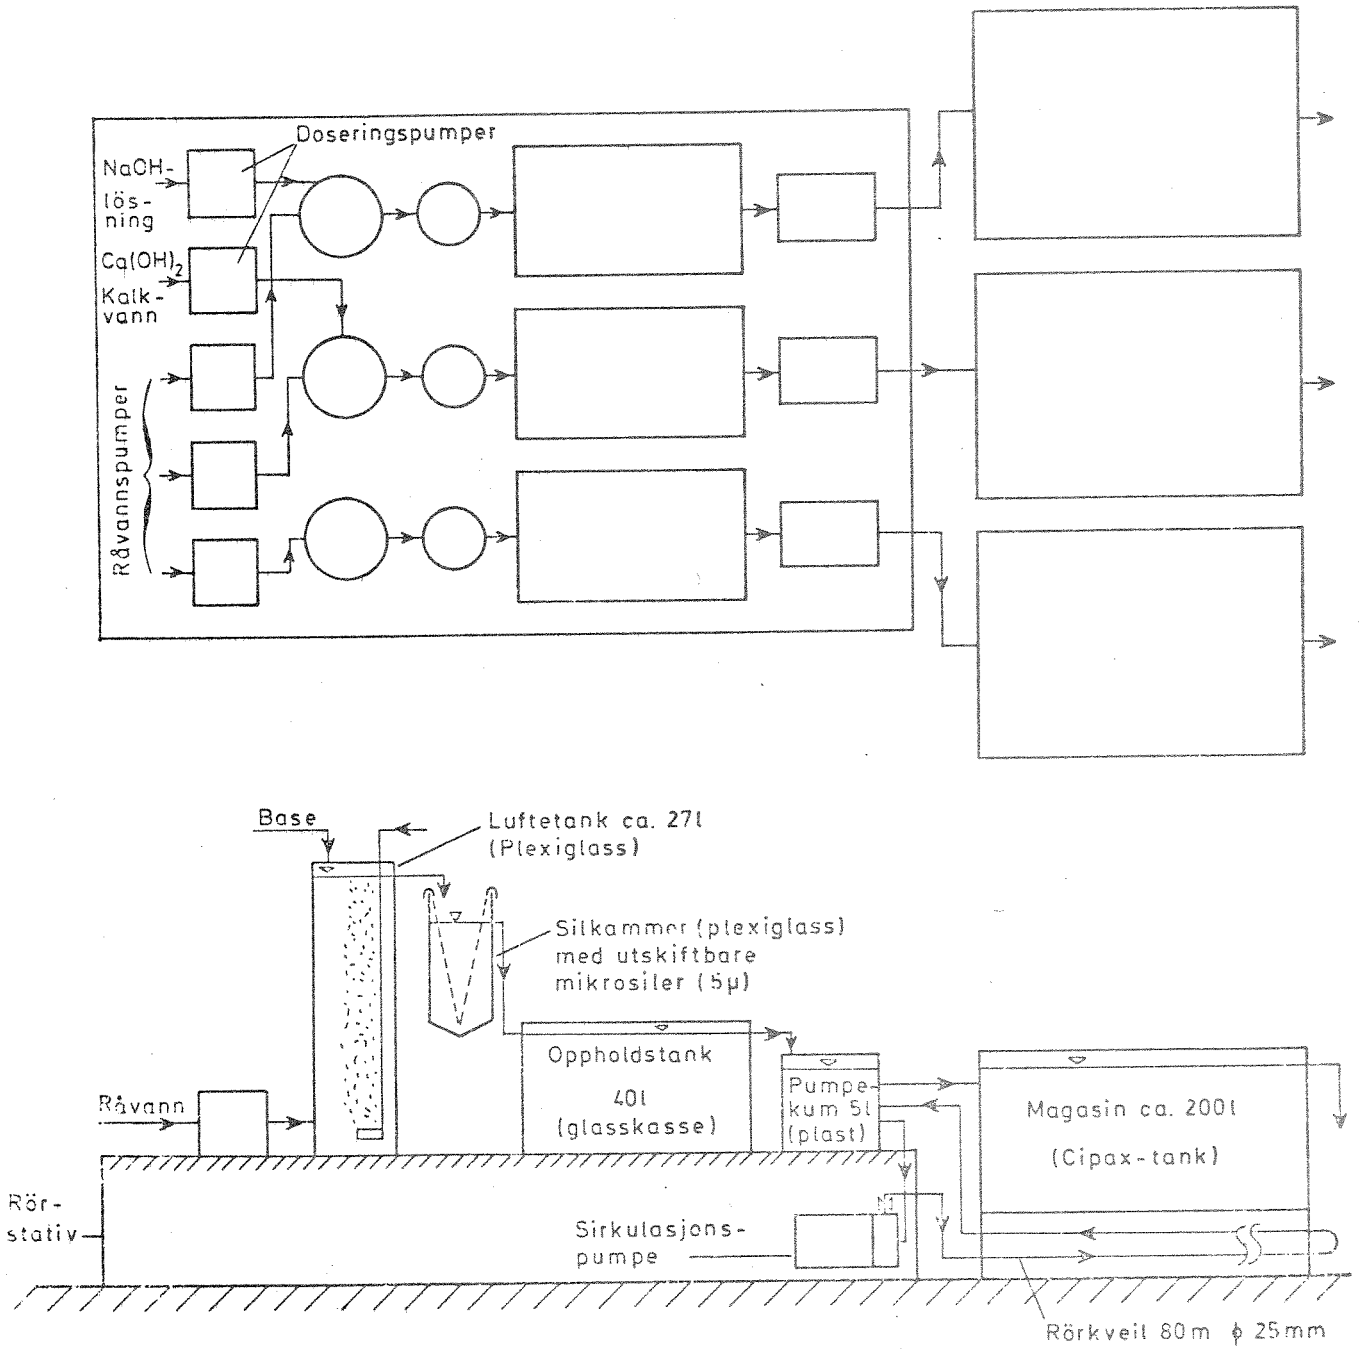 Doseringspumper
NaOH-
lös-
ning
Ca(OH)2
Kalk-
vann
Råvannspumper
Base
Luftetank ca. 27l
(Plexiglass)
Silkammer (plexiglass)
med utskiftbare
mikrosiler (5µ)
Oppholdstank
40l
(glasskasse)
Pumpe-
kum 5l
(plast)
Magasin ca. 200l
(Cipax-tank)
Råvann
Rör-
stativ
Sirkulasjons-
pumpe
Rörkveil 80m ϕ 25mm